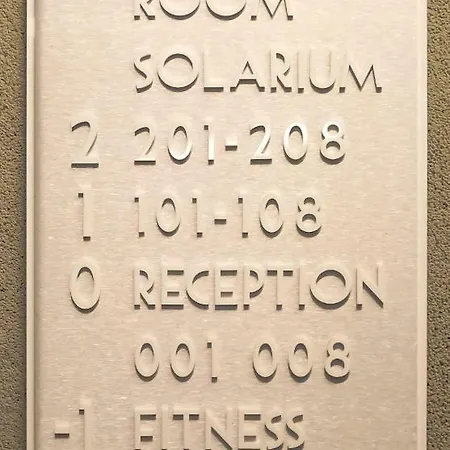 ROOM
SOLARIUM
2 201-208
1 101-108
0 RECEPTION
001 008
-1 FITNESS